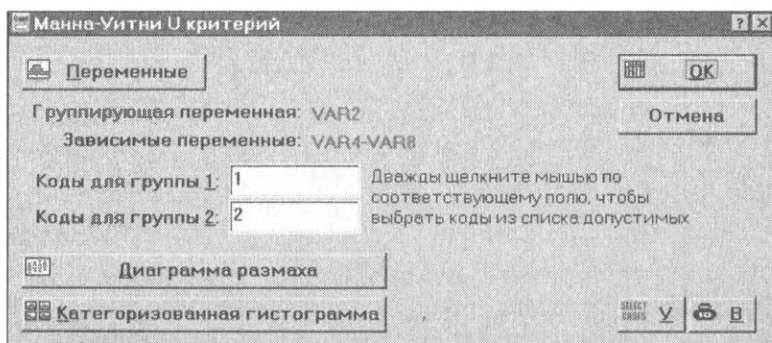 Манна-Уитни U критерий
Переменные
OK
Группирующая переменная: VAR2
Отмена
Зависимые переменные: VAR4-VAR8
Коды для группы 1: 1
Дважды щелкните мышью по
соответствующему полю, чтобы
Коды для группы 2: 2
выбрать коды из списка допустимых
Диаграмма размаха
Категоризованная гистограмма
SELECT
CASES
У
В